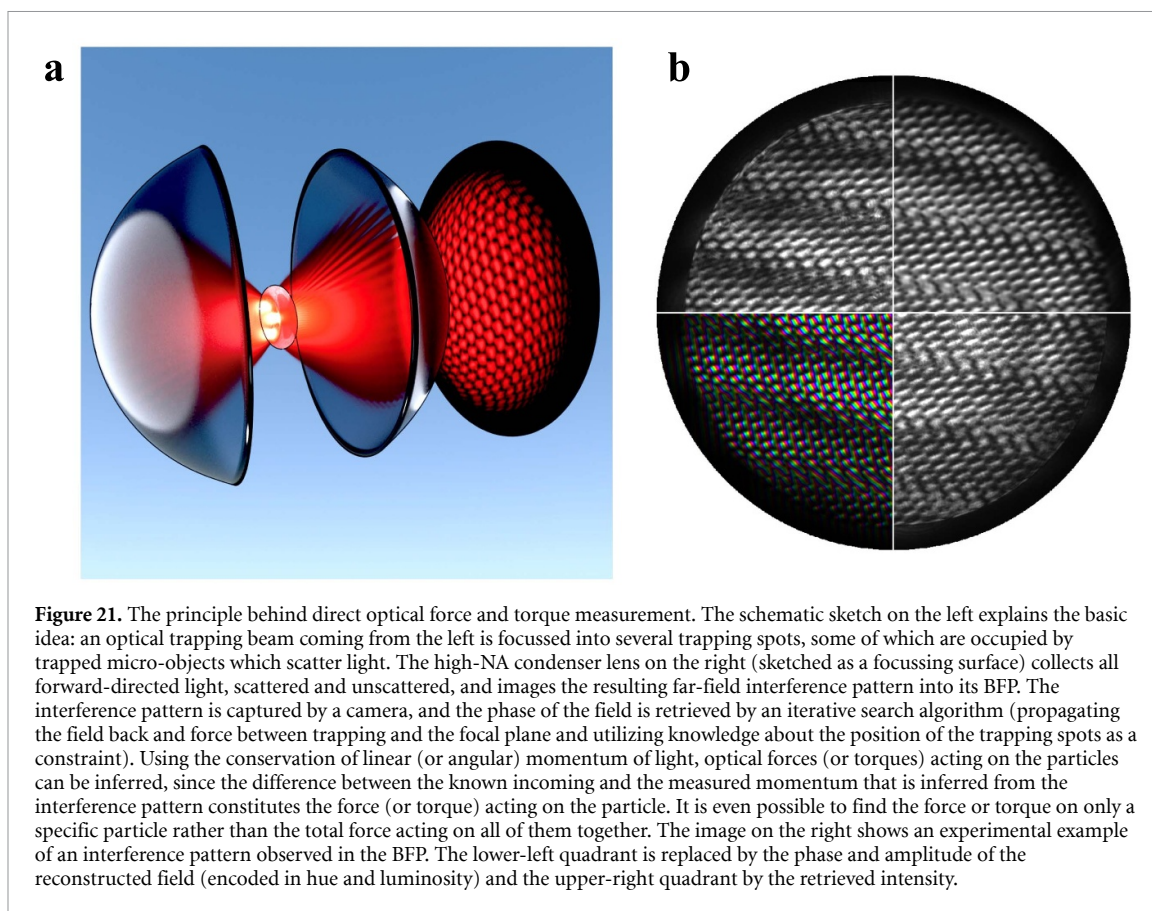 a
b
Figure 21. The principle behind direct optical force and torque measurement. The schematic sketch on the left explains the basic
idea: an optical trapping beam coming from the left is focussed into several trapping spots, some of which are occupied by
trapped micro-objects which scatter light. The high-NA condenser lens on the right (sketched as a focussing surface) collects all
forward-directed light, scattered and unscattered, and images the resulting far-field interference pattern into its BFP. The
interference pattern is captured by a camera, and the phase of the field is retrieved by an iterative search algorithm (propagating
the field back and force between trapping and the focal plane and utilizing knowledge about the position of the trapping spots as a
constraint). Using the conservation of linear (or angular) momentum of light, optical forces (or torques) acting on the particles
can be inferred, since the difference between the known incoming and the measured momentum that is inferred from the
interference pattern constitutes the force (or torque) acting on the particle. It is even possible to find the force or torque on only a
specific particle rather than the total force acting on all of them together. The image on the right shows an experimental example
of an interference pattern observed in the BFP. The lower-left quadrant is replaced by the phase and amplitude of the
reconstructed field (encoded in hue and luminosity) and the upper-right quadrant by the retrieved intensity.